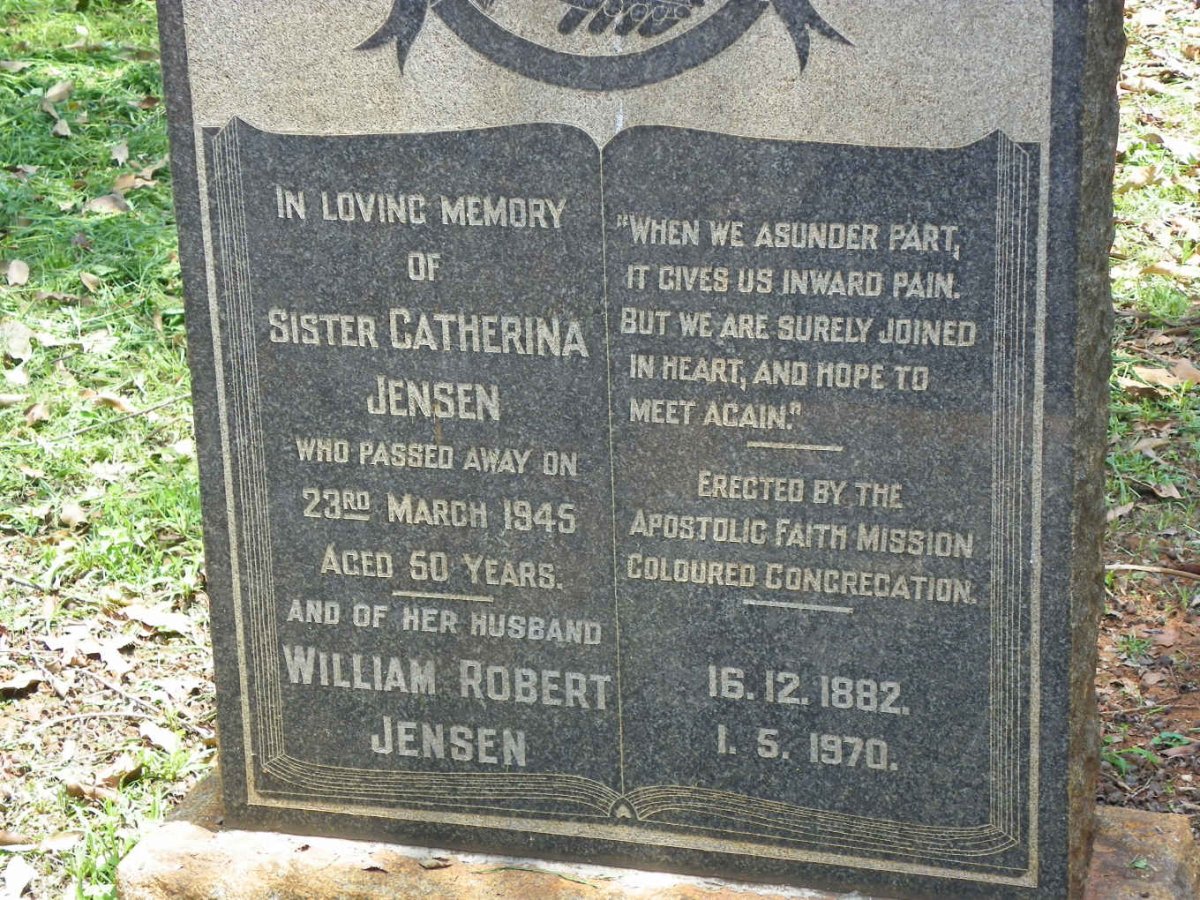 IN LOVING MEMORY
OF
SISTER CATHERINA
JENSEN
WHO PASSED AWAY ON
23RD MARCH 1945
AGED 50 YEARS.
AND OF HER HUSBAND
WILLIAM ROBERT
JENSEN
"WHEN WE ASUNDER PART,
IT GIVES US INWARD PAIN.
BUT WE ARE SURELY JOINED
IN HEART, AND HOPE TO
MEET AGAIN."
ERECTED BY THE
APOSTOLIC FAITH MISSION
COLOURED CONGREGATION.
16.12.1882.
1.5.1970.